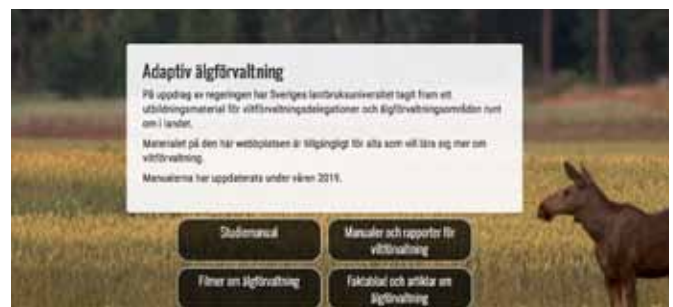 Adaptiv älgförvaltning
På uppdrag av regeringen har Sveriges lantbruksuniversitet tagit fram ett
utbildningsmaterial för viltförvaltningsdelegationer och älgförvaltningsområden runt
om i landet.
Materialet på den här webbplatsen är tillgängligt för alla som vill lära sig mer om
viltförvaltning.
Manualerna har uppdaterats under våren 2019.
Studiemanual
Manualer och rapporter för
viltförvaltning
Filmer om älgförvaltning
Faktablad och artiklar om
älgförvaltning